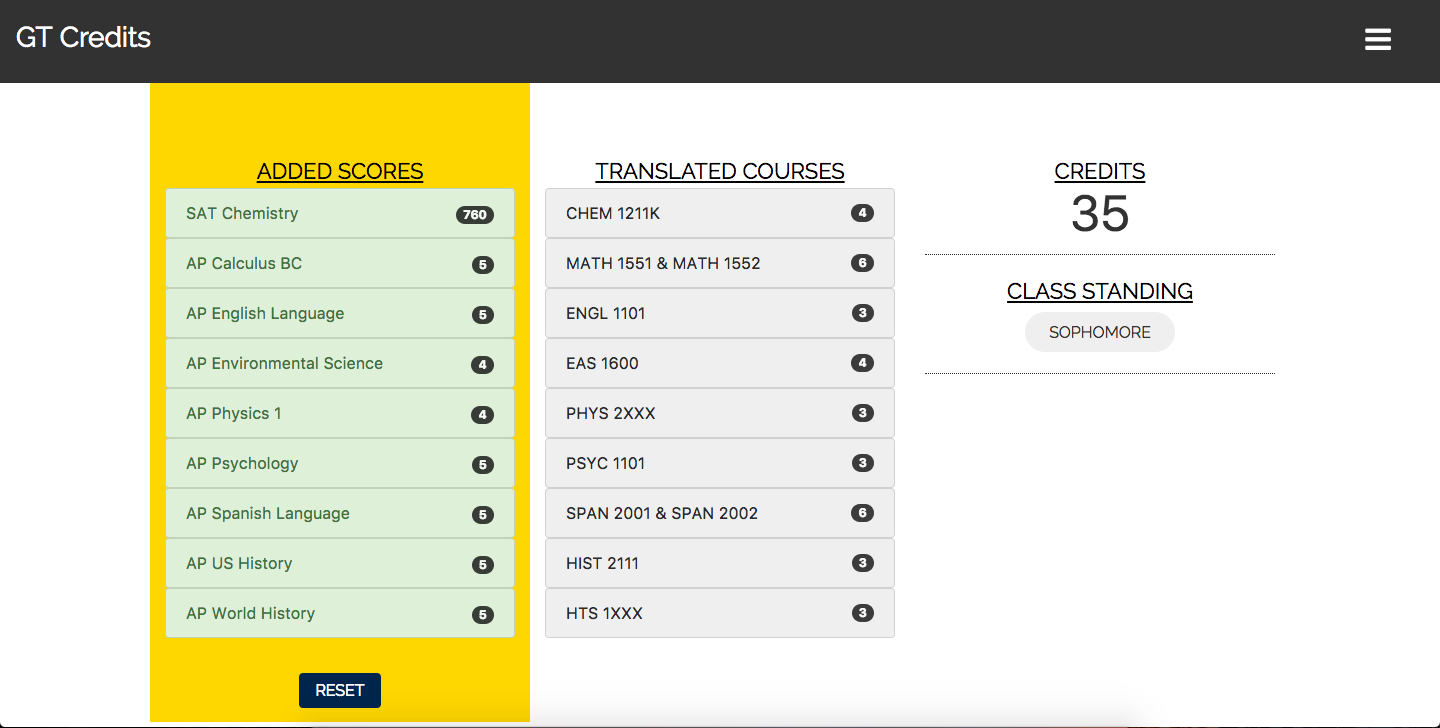 GT Credits
ADDED SCORES
SAT Chemistry 760
AP Calculus BC 5
AP English Language 5
AP Environmental Science 4
AP Physics 1 4
AP Psychology 5
AP Spanish Language 5
AP US History 5
AP World History 5
RESET
TRANSLATED COURSES
CHEM 1211K 4
MATH 1551 & MATH 1552 6
ENGL 1101 3
EAS 1600 4
PHYS 2XXX 3
PSYC 1101 3
SPAN 2001 & SPAN 2002 6
HIST 2111 3
HTS 1XXX 3
CREDITS
35
CLASS STANDING
SOPHOMORE